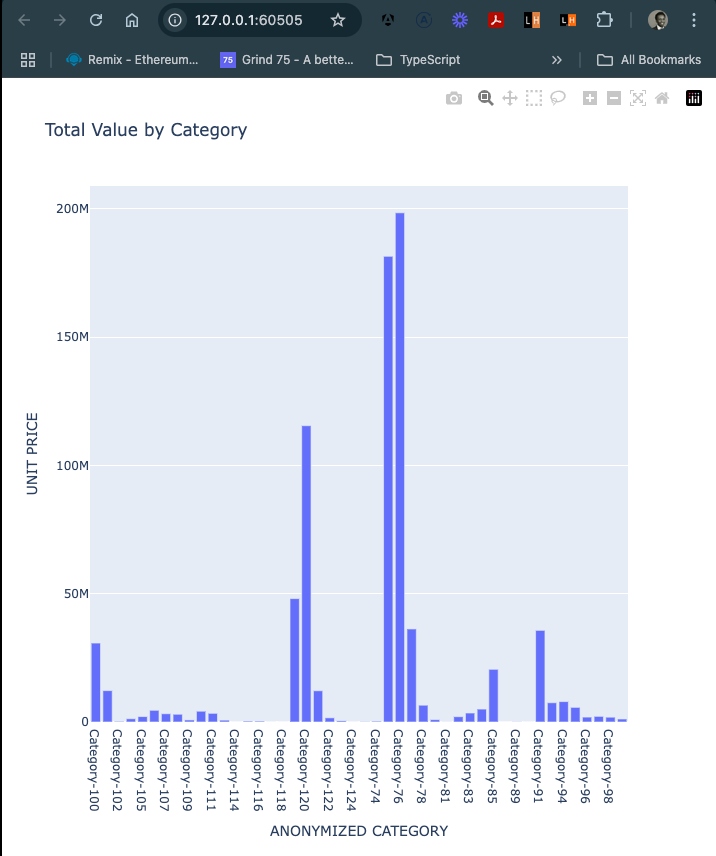 127.0.0.1:60505
Remix - Ethereum...
75
Grind 75 - A bette...
TypeScript
»
All Bookmarks
Total Value by Category
200M
150M
100M
50M
0
UNIT PRICE
Category-100
Category-102
Category-105
Category-107
Category-109
Category-111
Category-114
Category-116
Category-118
Category-120
Category-122
Category-124
Category-74
Category-76
Category-78
Category-81
Category-83
Category-85
Category-89
Category-91
Category-94
Category-96
Category-98
ANONYMIZED CATEGORY